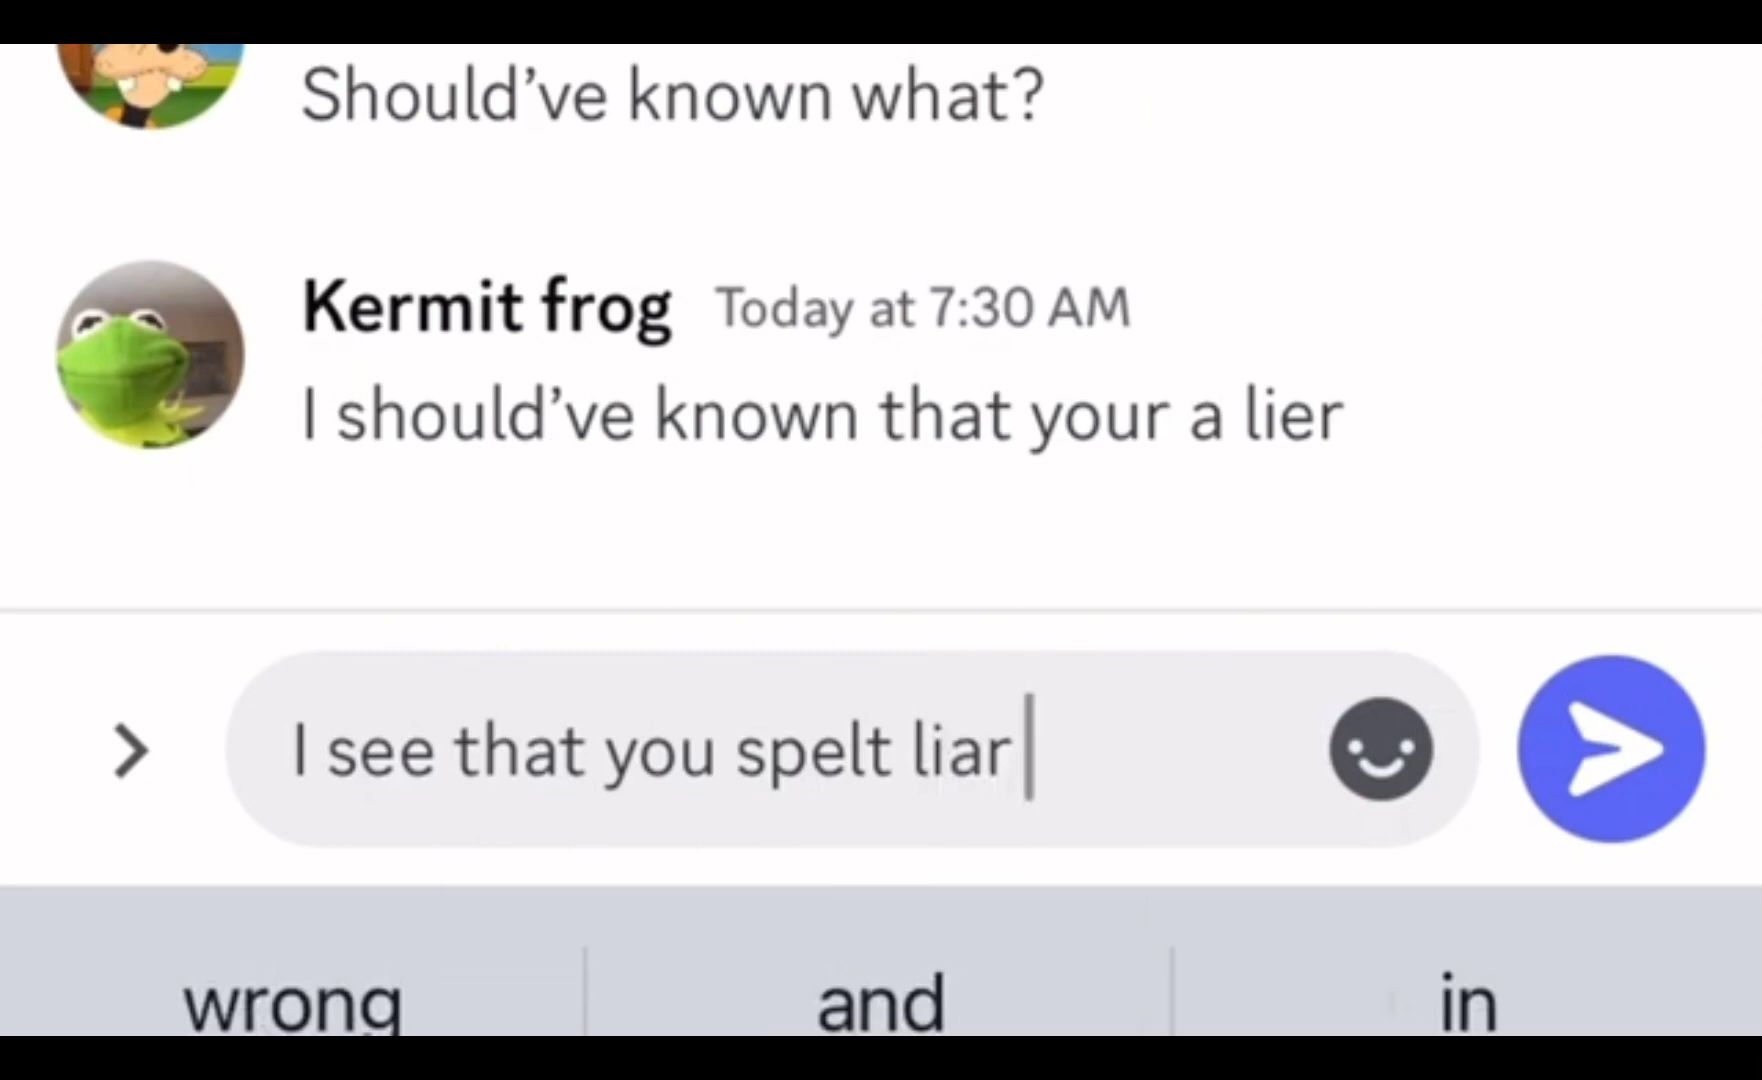 Should’ve known what?
Kermit frog Today at 7:30 AM
I should’ve known that your a lier
I see that you spelt liar
wrong and in